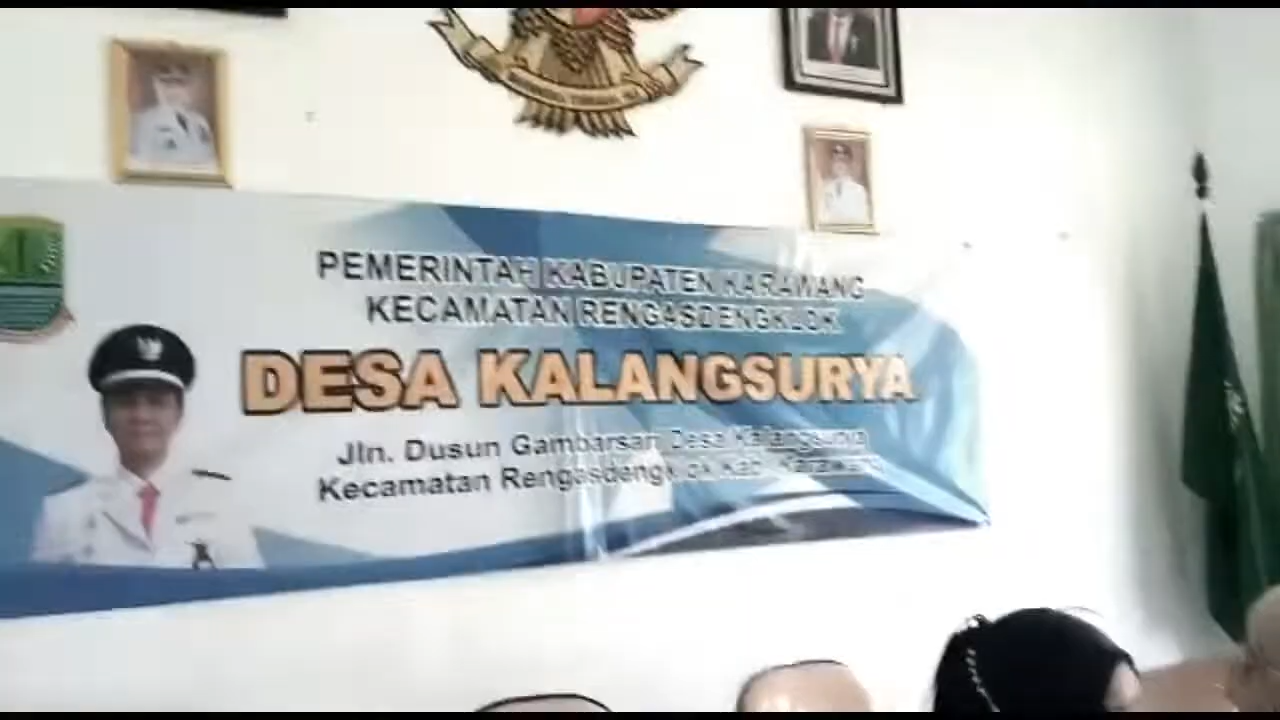 PEMERINTAH KABUPATEN KARAWANG
KECAMATAN RENGASDENGKLOK
DESA KALANGSURYA
Jln. Dusun Gambarsari Desa Kalangsurya
Kecamatan Rengasdengklok Kab. Karawang